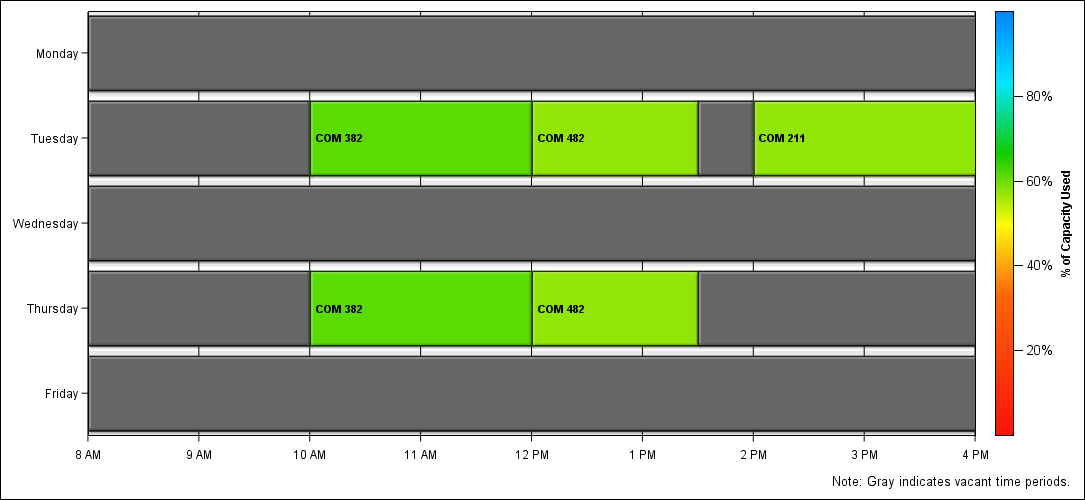 Monday
Tuesday
COM 382
COM 482
COM 211
Wednesday
Thursday
COM 382
COM 482
Friday
8 AM
9 AM
10 AM
11 AM
12 PM
1 PM
2 PM
3 PM
4 PM
80%
60%
40%
20%
% of Capacity Used
Note: Gray indicates vacant time periods.